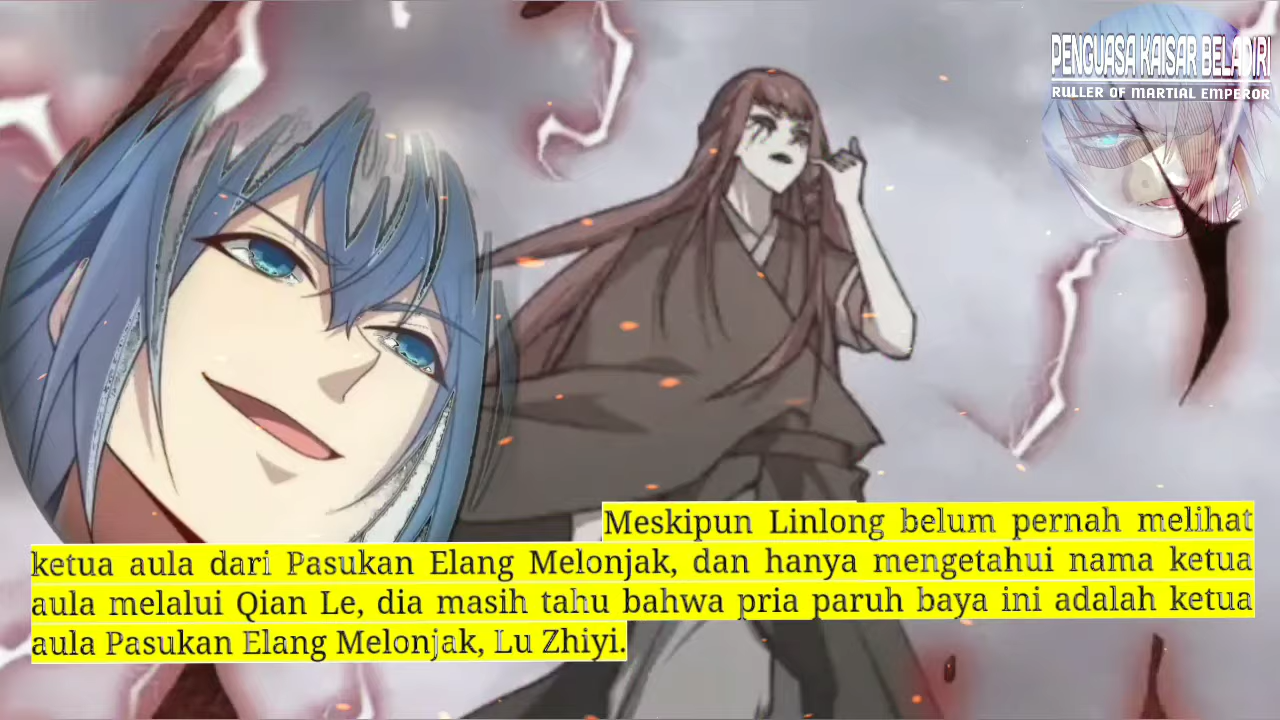 PENGUASA KAISAR BELADIRI
RULLER OF MARTIAL EMPEROR
Meskipun Linlong belum pernah melihat
ketua aula dari Pasukan Elang Melonjak, dan hanya mengetahui nama ketua
aula melalui Qian Le, dia masih tahu bahwa pria paruh baya ini adalah ketua
aula Pasukan Elang Melonjak, Lu Zhiyi.